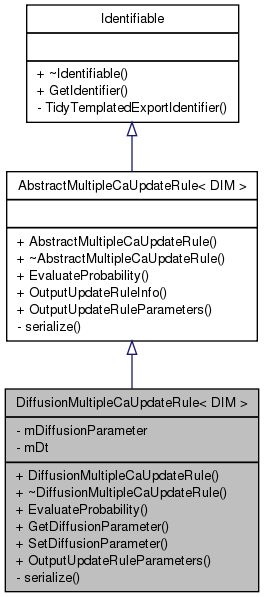 Identifiable
+ ~Identifiable()
+ GetIdentifier()
- TidyTemplatedExportIdentifier()
AbstractMultipleCaUpdateRule< DIM >
+ AbstractMultipleCaUpdateRule()
+ ~AbstractMultipleCaUpdateRule()
+ EvaluateProbability()
+ OutputUpdateRuleInfo()
+ OutputUpdateRuleParameters()
- serialize()
DiffusionMultipleCaUpdateRule< DIM >
- mDiffusionParameter
- mDt
+ DiffusionMultipleCaUpdateRule()
+ ~DiffusionMultipleCaUpdateRule()
+ EvaluateProbability()
+ GetDiffusionParameter()
+ SetDiffusionParameter()
+ OutputUpdateRuleParameters()
- serialize()